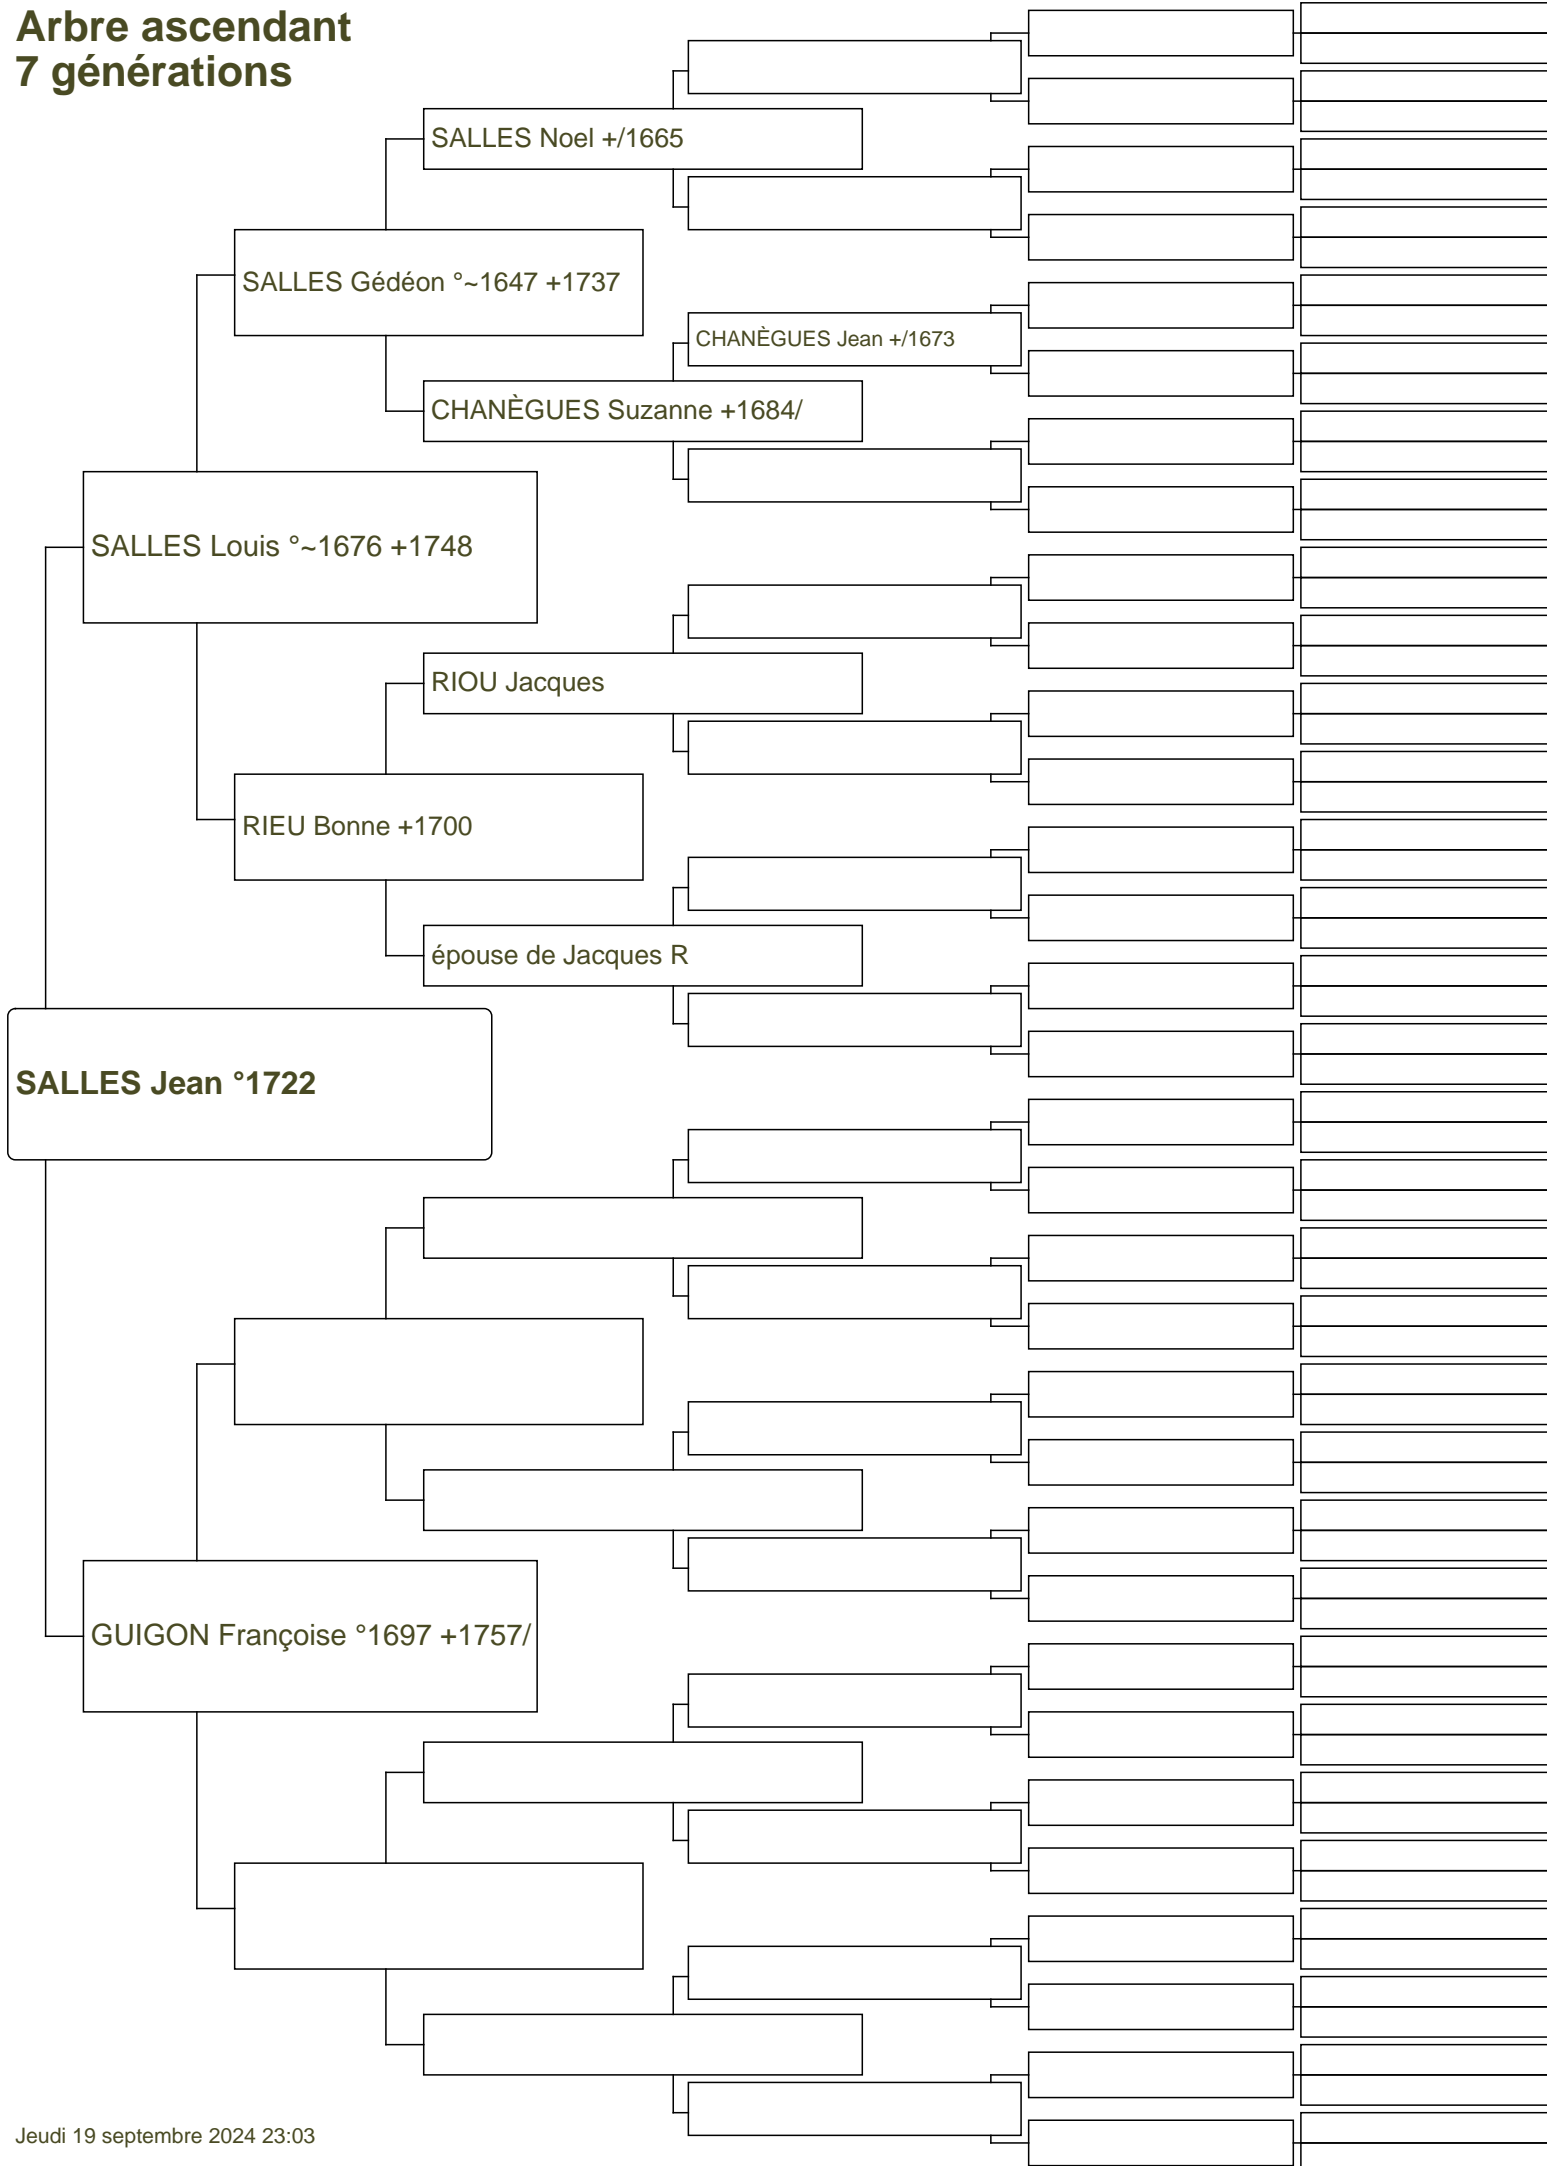 Arbre ascendant
7 générations
SALLES Noel +/1665
SALLES Gédéon °~1647 +1737
CHANÈGUES Jean +/1673
CHANÈGUES Suzanne +1684/
SALLES Louis °~1676 +1748
RIOU Jacques
RIEU Bonne +1700
épouse de Jacques R
SALLES Jean °1722
GUIGON Françoise °1697 +1757/
Jeudi 19 septembre 2024 23:03